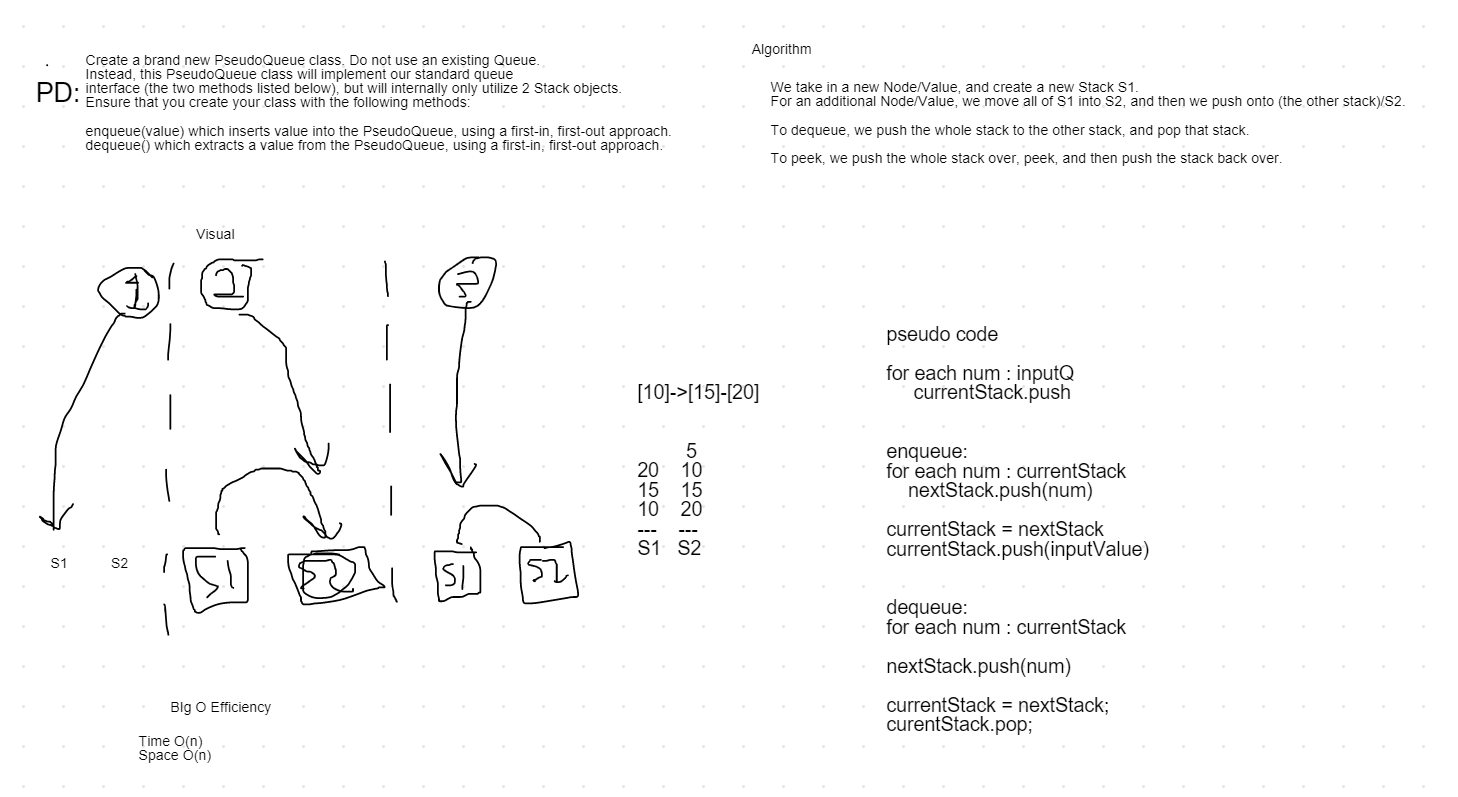 PD:
Create a brand new PseudoQueue class. Do not use an existing Queue.
Instead, this PseudoQueue class will implement our standard queue
interface (the two methods listed below), but will internally only utilize 2 Stack objects.
Ensure that you create your class with the following methods:
enqueue(value) which inserts value into the PseudoQueue, using a first-in, first-out approach.
dequeue() which extracts a value from the PseudoQueue, using a first-in, first-out approach.
Algorithm
We take in a new Node/Value, and create a new Stack S1.
For an additional Node/Value, we move all of S1 into S2, and then we push onto (the other stack)/S2.
To dequeue, we push the whole stack to the other stack, and pop that stack.
To peek, we push the whole stack over, peek, and then push the stack back over.
Visual
1
2
3
S1 S2
S1 S2
S1 S2
[10]->[15]-[20]
5
20 10
15 15
10 20
--- ---
S1 S2
pseudo code
for each num : inputQ
currentStack.push
enqueue:
for each num : currentStack
nextStack.push(num)
currentStack = nextStack
currentStack.push(inputValue)
dequeue:
for each num : currentStack
nextStack.push(num)
currentStack = nextStack;
curentStack.pop;
BIg O Efficiency
Time O(n)
Space O(n)